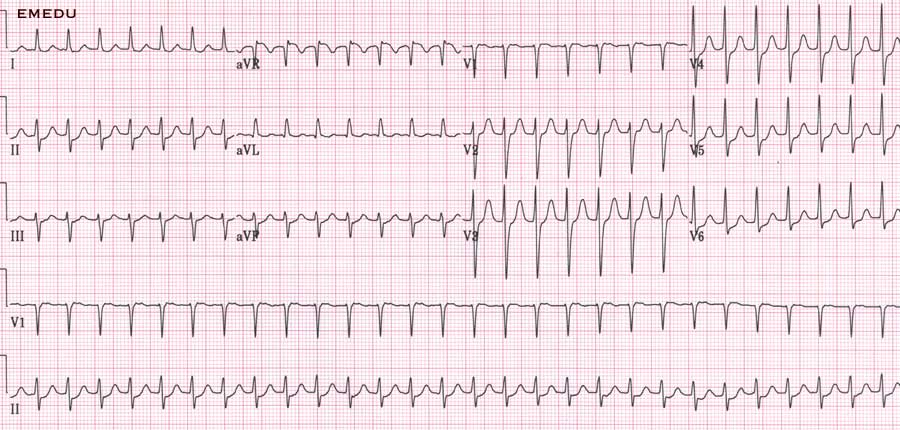 EMEDU
I aVR V1 V4
II aVL V2 V5
III aVF V3 V6
V1
II